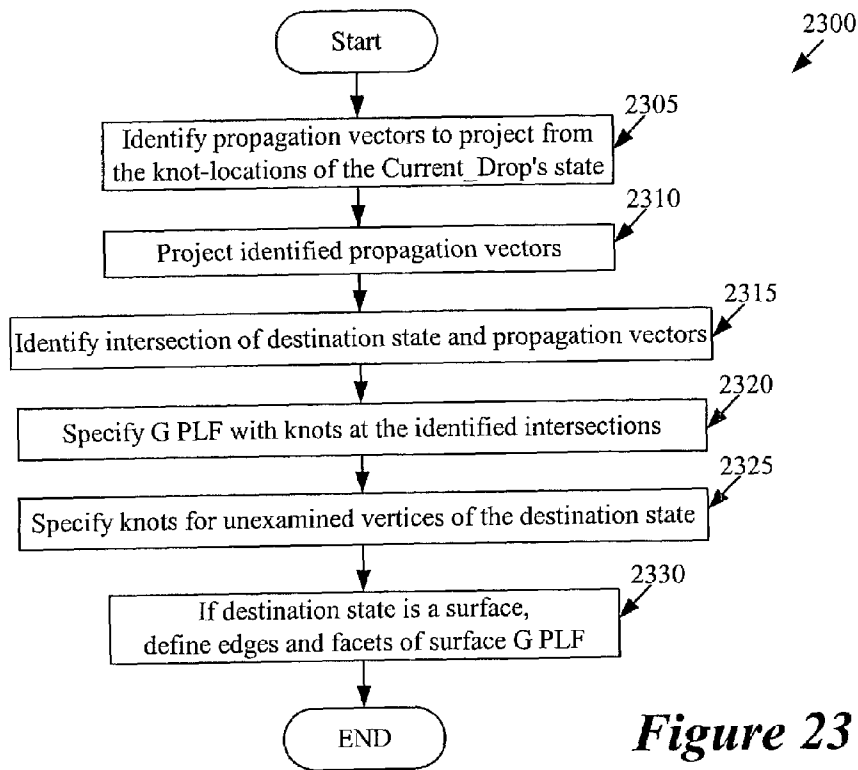 Start
2300
2305
Identify propagation vectors to project from
the knot-locations of the Current_Drop's state
2310
Project identified propagation vectors
2315
Identify intersection of destination state and propagation vectors
2320
Specify G PLF with knots at the identified intersections
2325
Specify knots for unexamined vertices of the destination state
2330
If destination state is a surface,
define edges and facets of surface G PLF
END
Figure 23